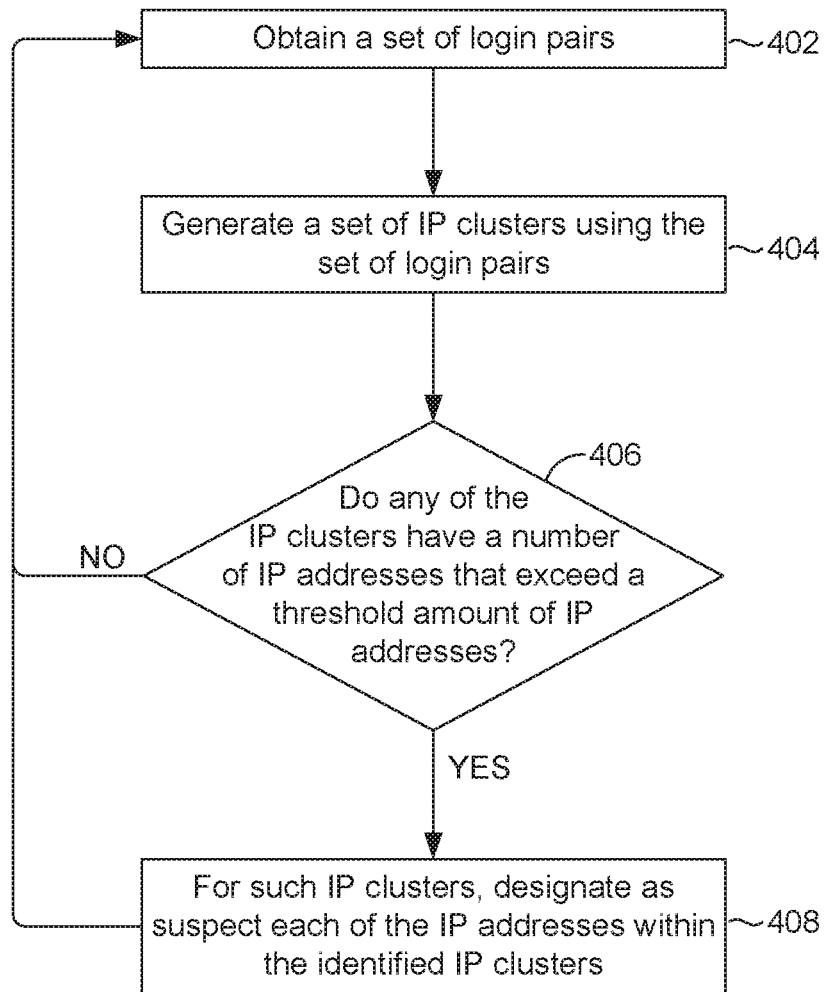 Obtain a set of login pairs
402
Generate a set of IP clusters using the
set of login pairs
404
406
Do any of the
IP clusters have a number
of IP addresses that exceed a
threshold amount of IP
addresses?
NO
YES
For such IP clusters, designate as
suspect each of the IP addresses within
the identified IP clusters
408